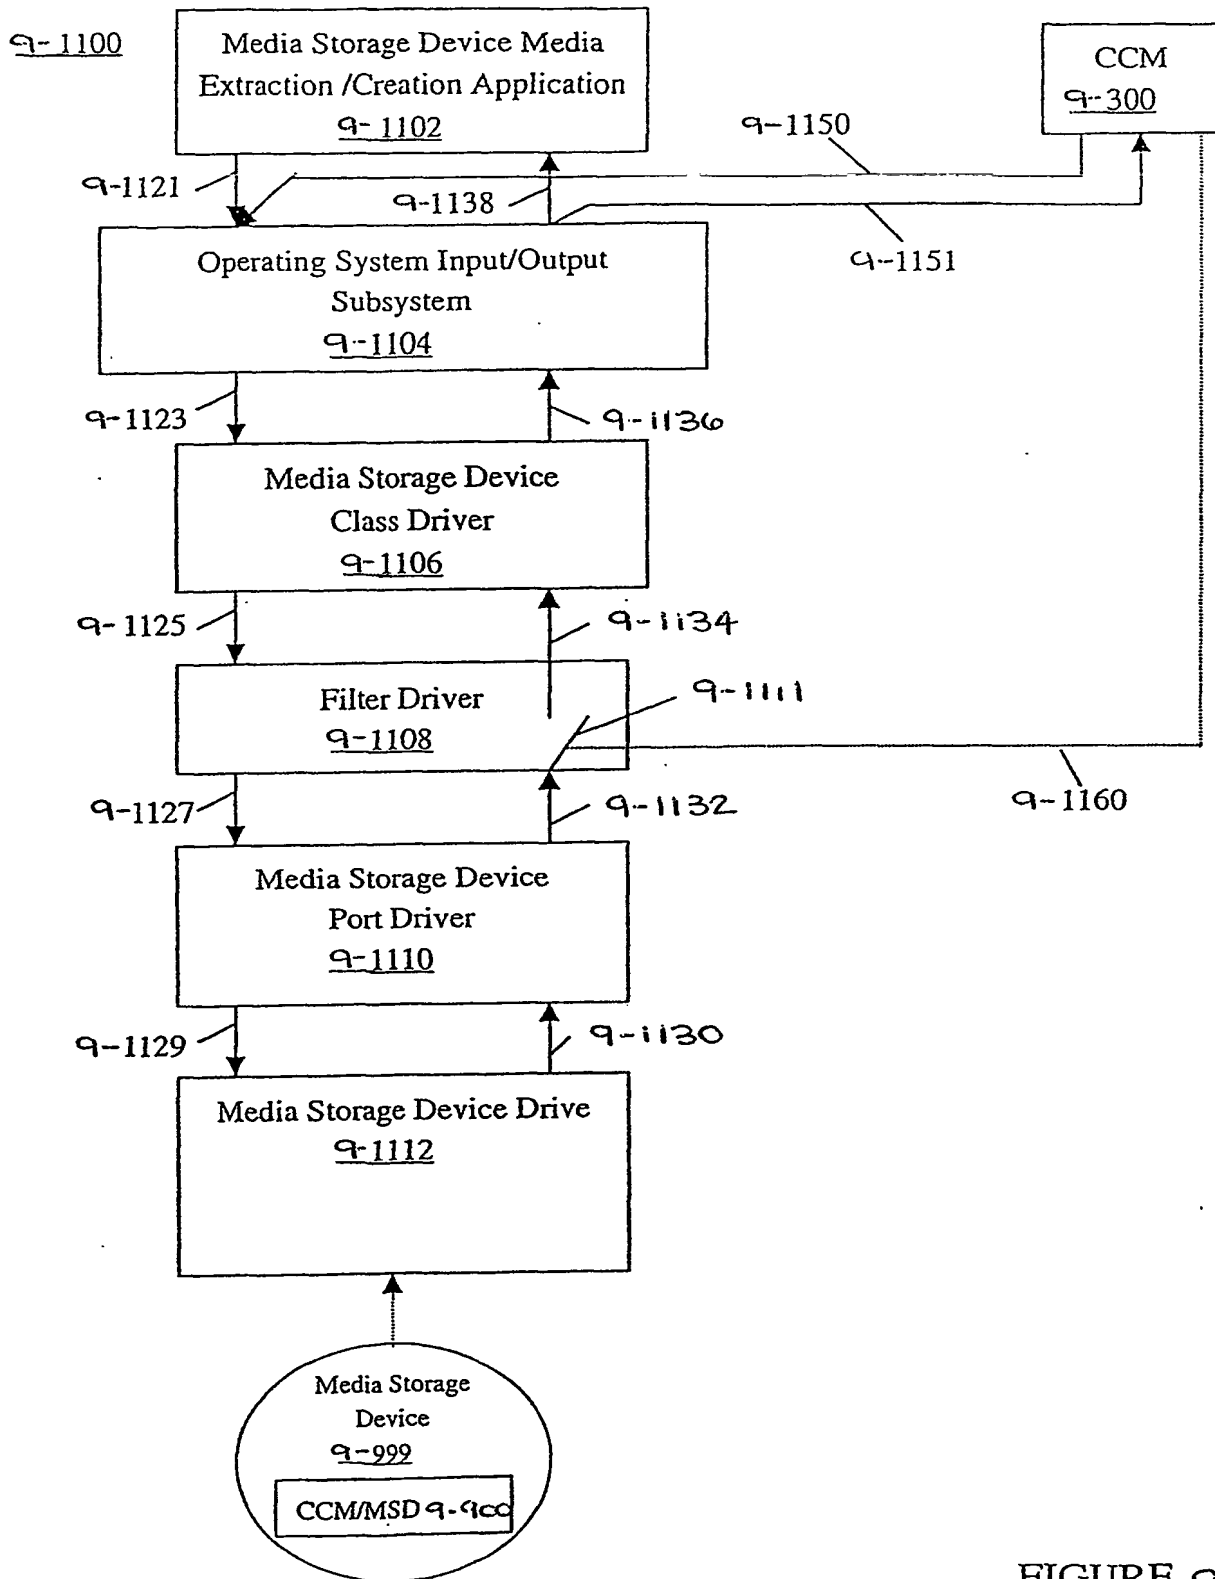 9-1100
Media Storage Device Media
Extraction /Creation Application
9-1102
CCM
9-300
9-1150
9-1121
9-1138
9-1151
Operating System Input/Output
Subsystem
9-1104
9-1123
9-1136
Media Storage Device
Class Driver
9-1106
9-1125
9-1134
Filter Driver
9-1108
9-1111
9-1127
9-1132
9-1160
Media Storage Device
Port Driver
9-1110
9-1129
9-1130
Media Storage Device Drive
9-1112
Media Storage
Device
9-999
CCM/MSD 9-900
FIGURE 9